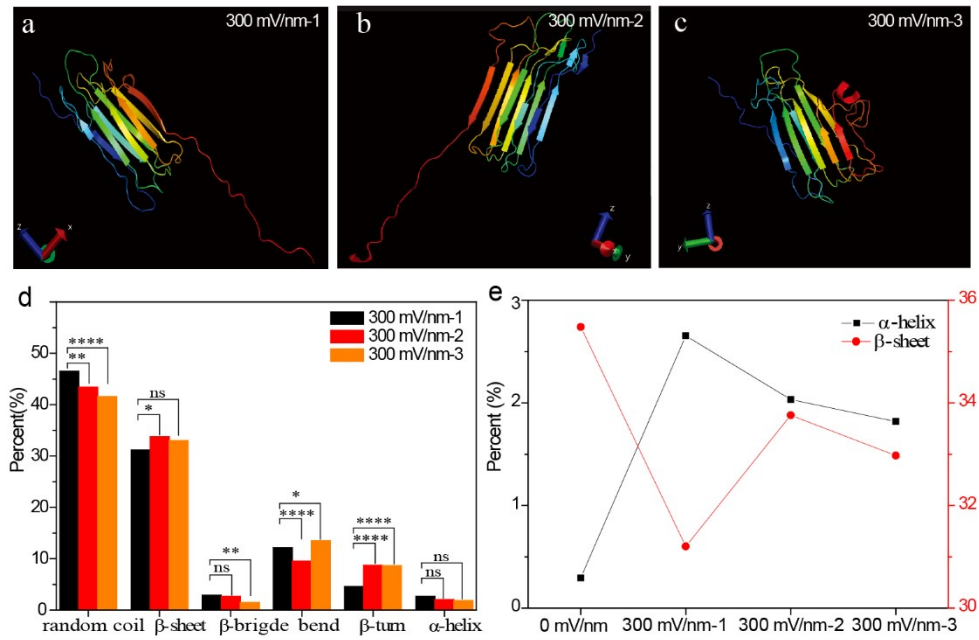 a
300 mV/nm-1
b
300 mV/nm-2
c
300 mV/nm-3
z
x
z
x
y
z
y
d
300 mV/nm-1
300 mV/nm-2
300 mV/nm-3
Percent(%)
50
40
30
20
10
0
****
**
ns
*
**
ns
*
****
****
****
ns
ns
random coil
β-sheet
β-brigde
bend
β-turn
α-helix
e
α-helix
β-sheet
Percent (%)
3
2
1
0
36
34
32
30
0 mV/nm
300 mV/nm-1
300 mV/nm-2
300 mV/nm-3